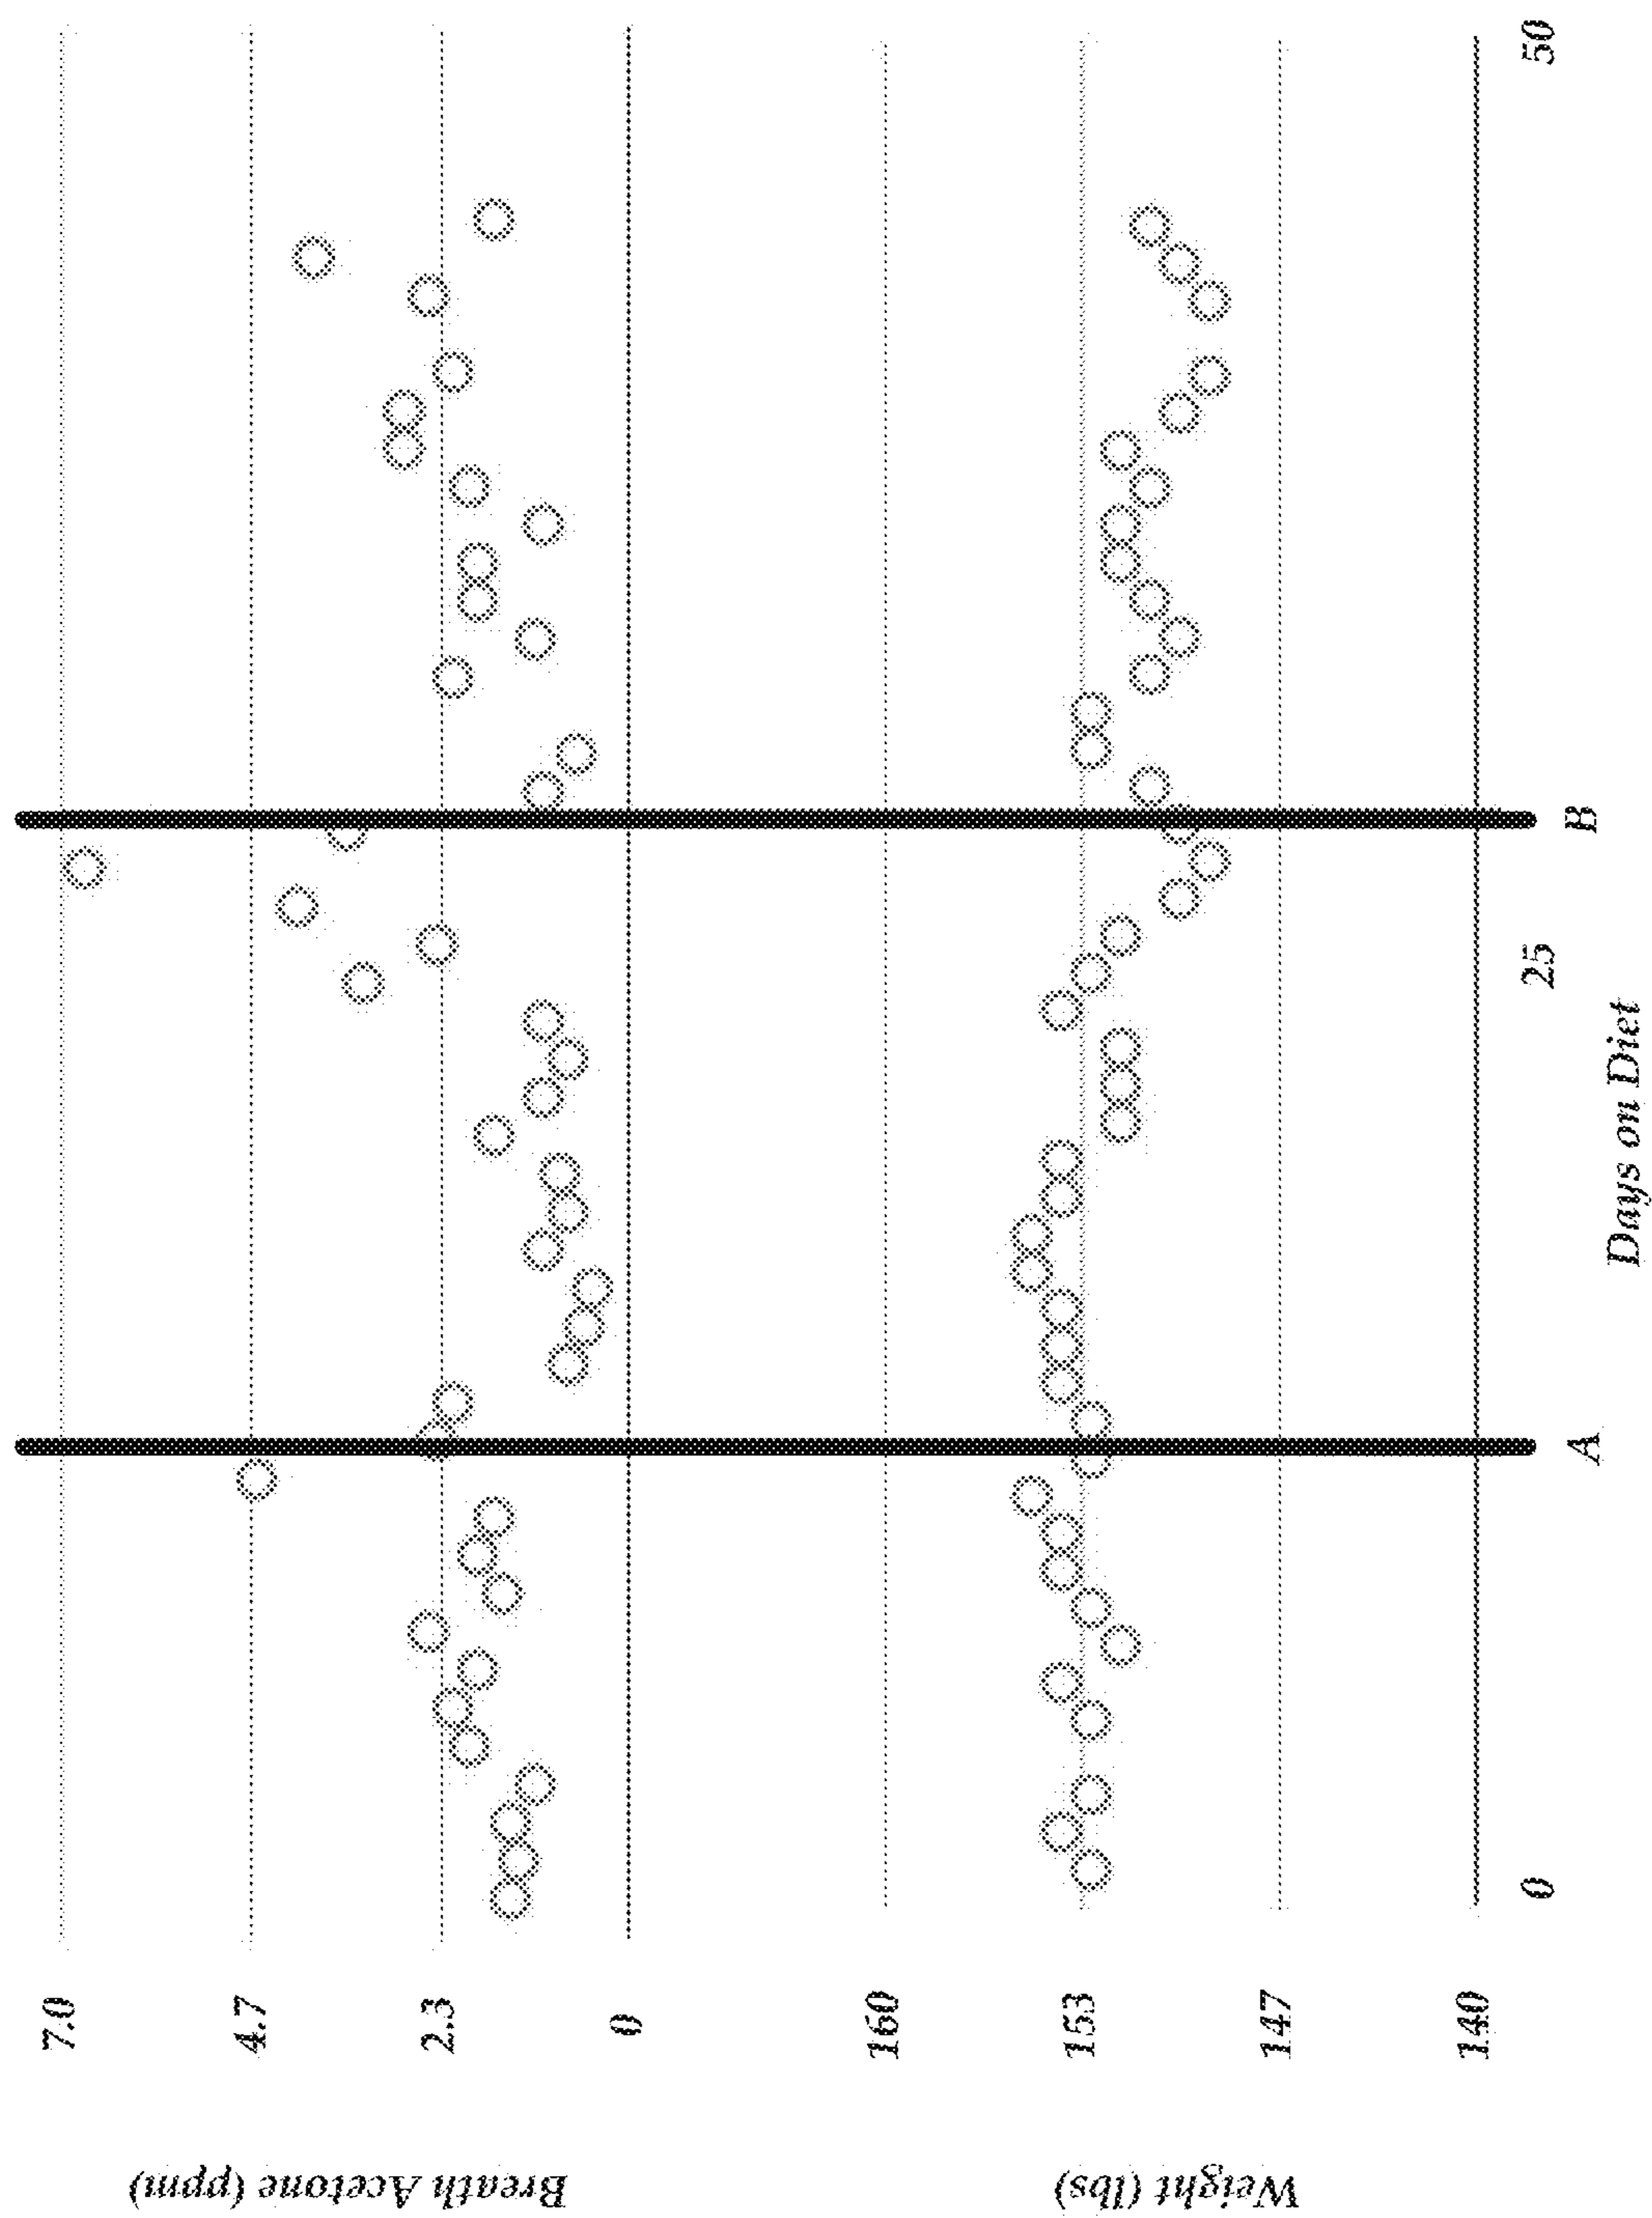 Breath Acetone (ppm)
7.0
4.7
2.3
0
Weight (lbs)
160
153
147
140
0
25
50
A
B
Days on Diet